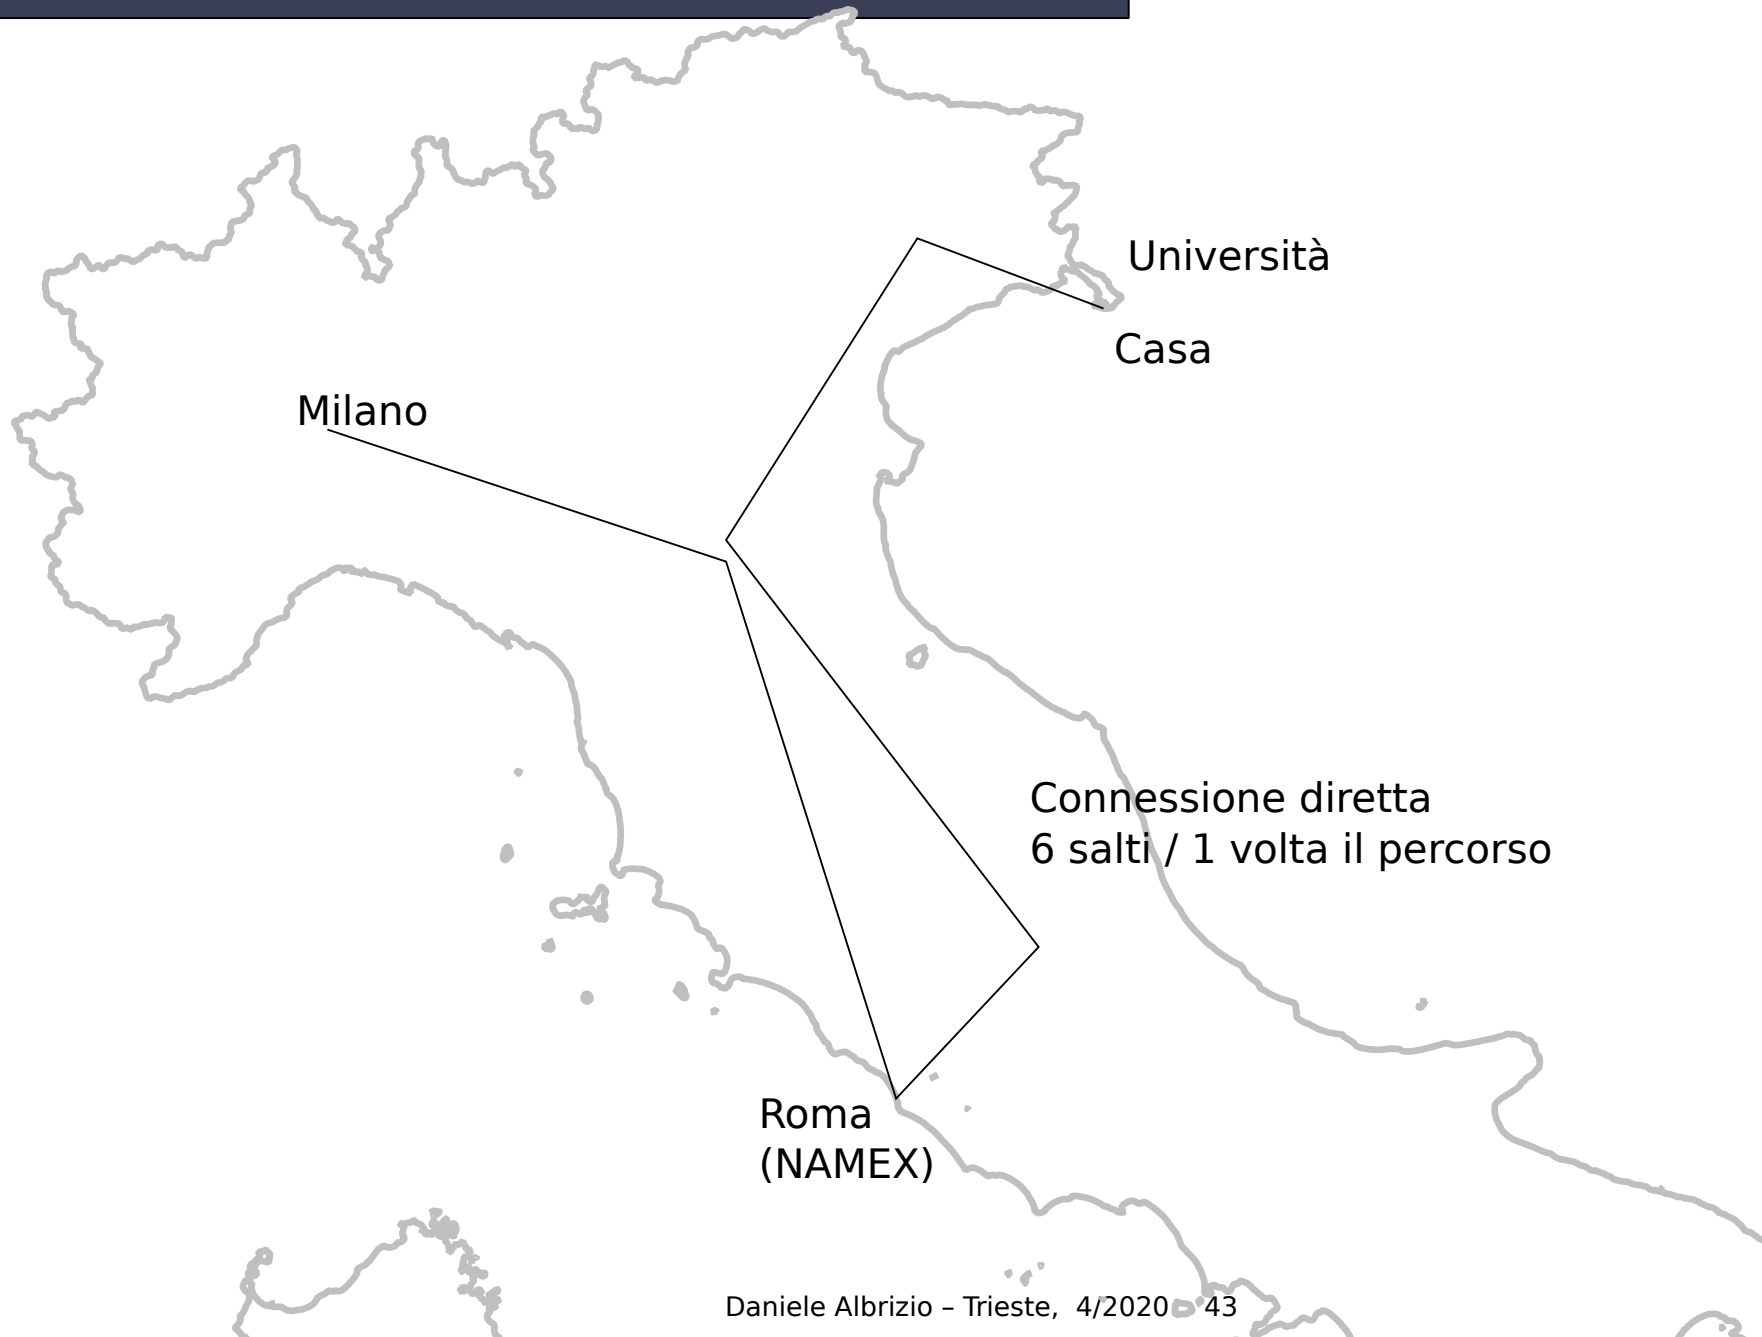 Università
Casa
Milano
Connessione diretta
6 salti / 1 volta il percorso
Roma
(NAMEX)
Daniele Albrizio – Trieste, 4/2020 43